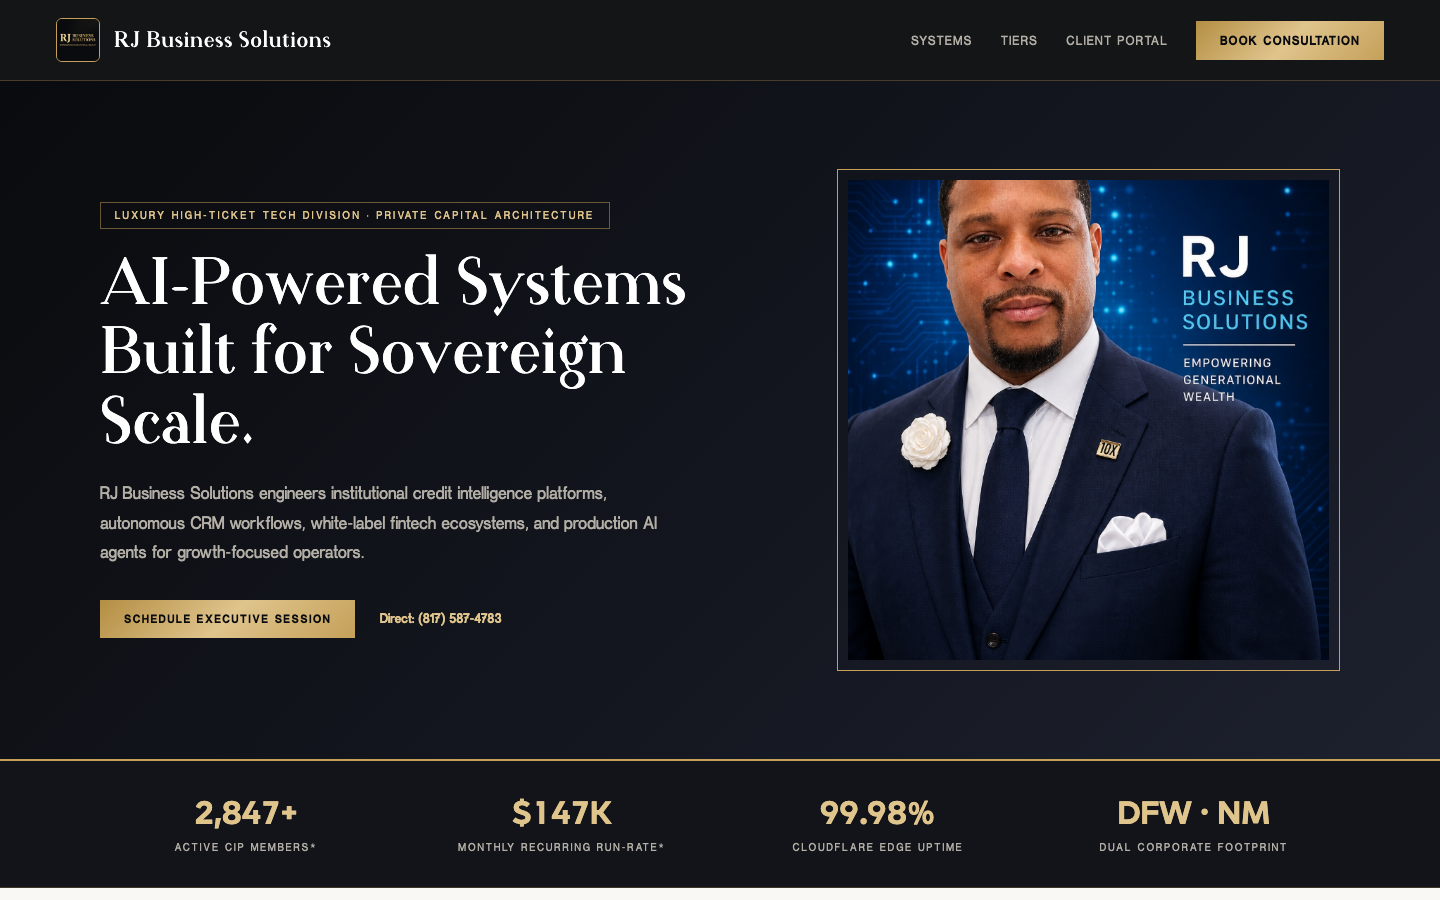 RJ BUSINESS SOLUTIONS
RJ Business Solutions
SYSTEMS
TIERS
CLIENT PORTAL
BOOK CONSULTATION
LUXURY HIGH-TICKET TECH DIVISION · PRIVATE CAPITAL ARCHITECTURE
AI-Powered Systems
Built for Sovereign
Scale.
RJ Business Solutions engineers institutional credit intelligence platforms,
autonomous CRM workflows, white-label fintech ecosystems, and production AI
agents for growth-focused operators.
SCHEDULE EXECUTIVE SESSION
Direct: (817) 587-4783
RJ
BUSINESS
SOLUTIONS
EMPOWERING
GENERATIONAL
WEALTH
10X
2,847+
ACTIVE CIP MEMBERS*
$147K
MONTHLY RECURRING RUN-RATE*
99.98%
CLOUDFLARE EDGE UPTIME
DFW · NM
DUAL CORPORATE FOOTPRINT